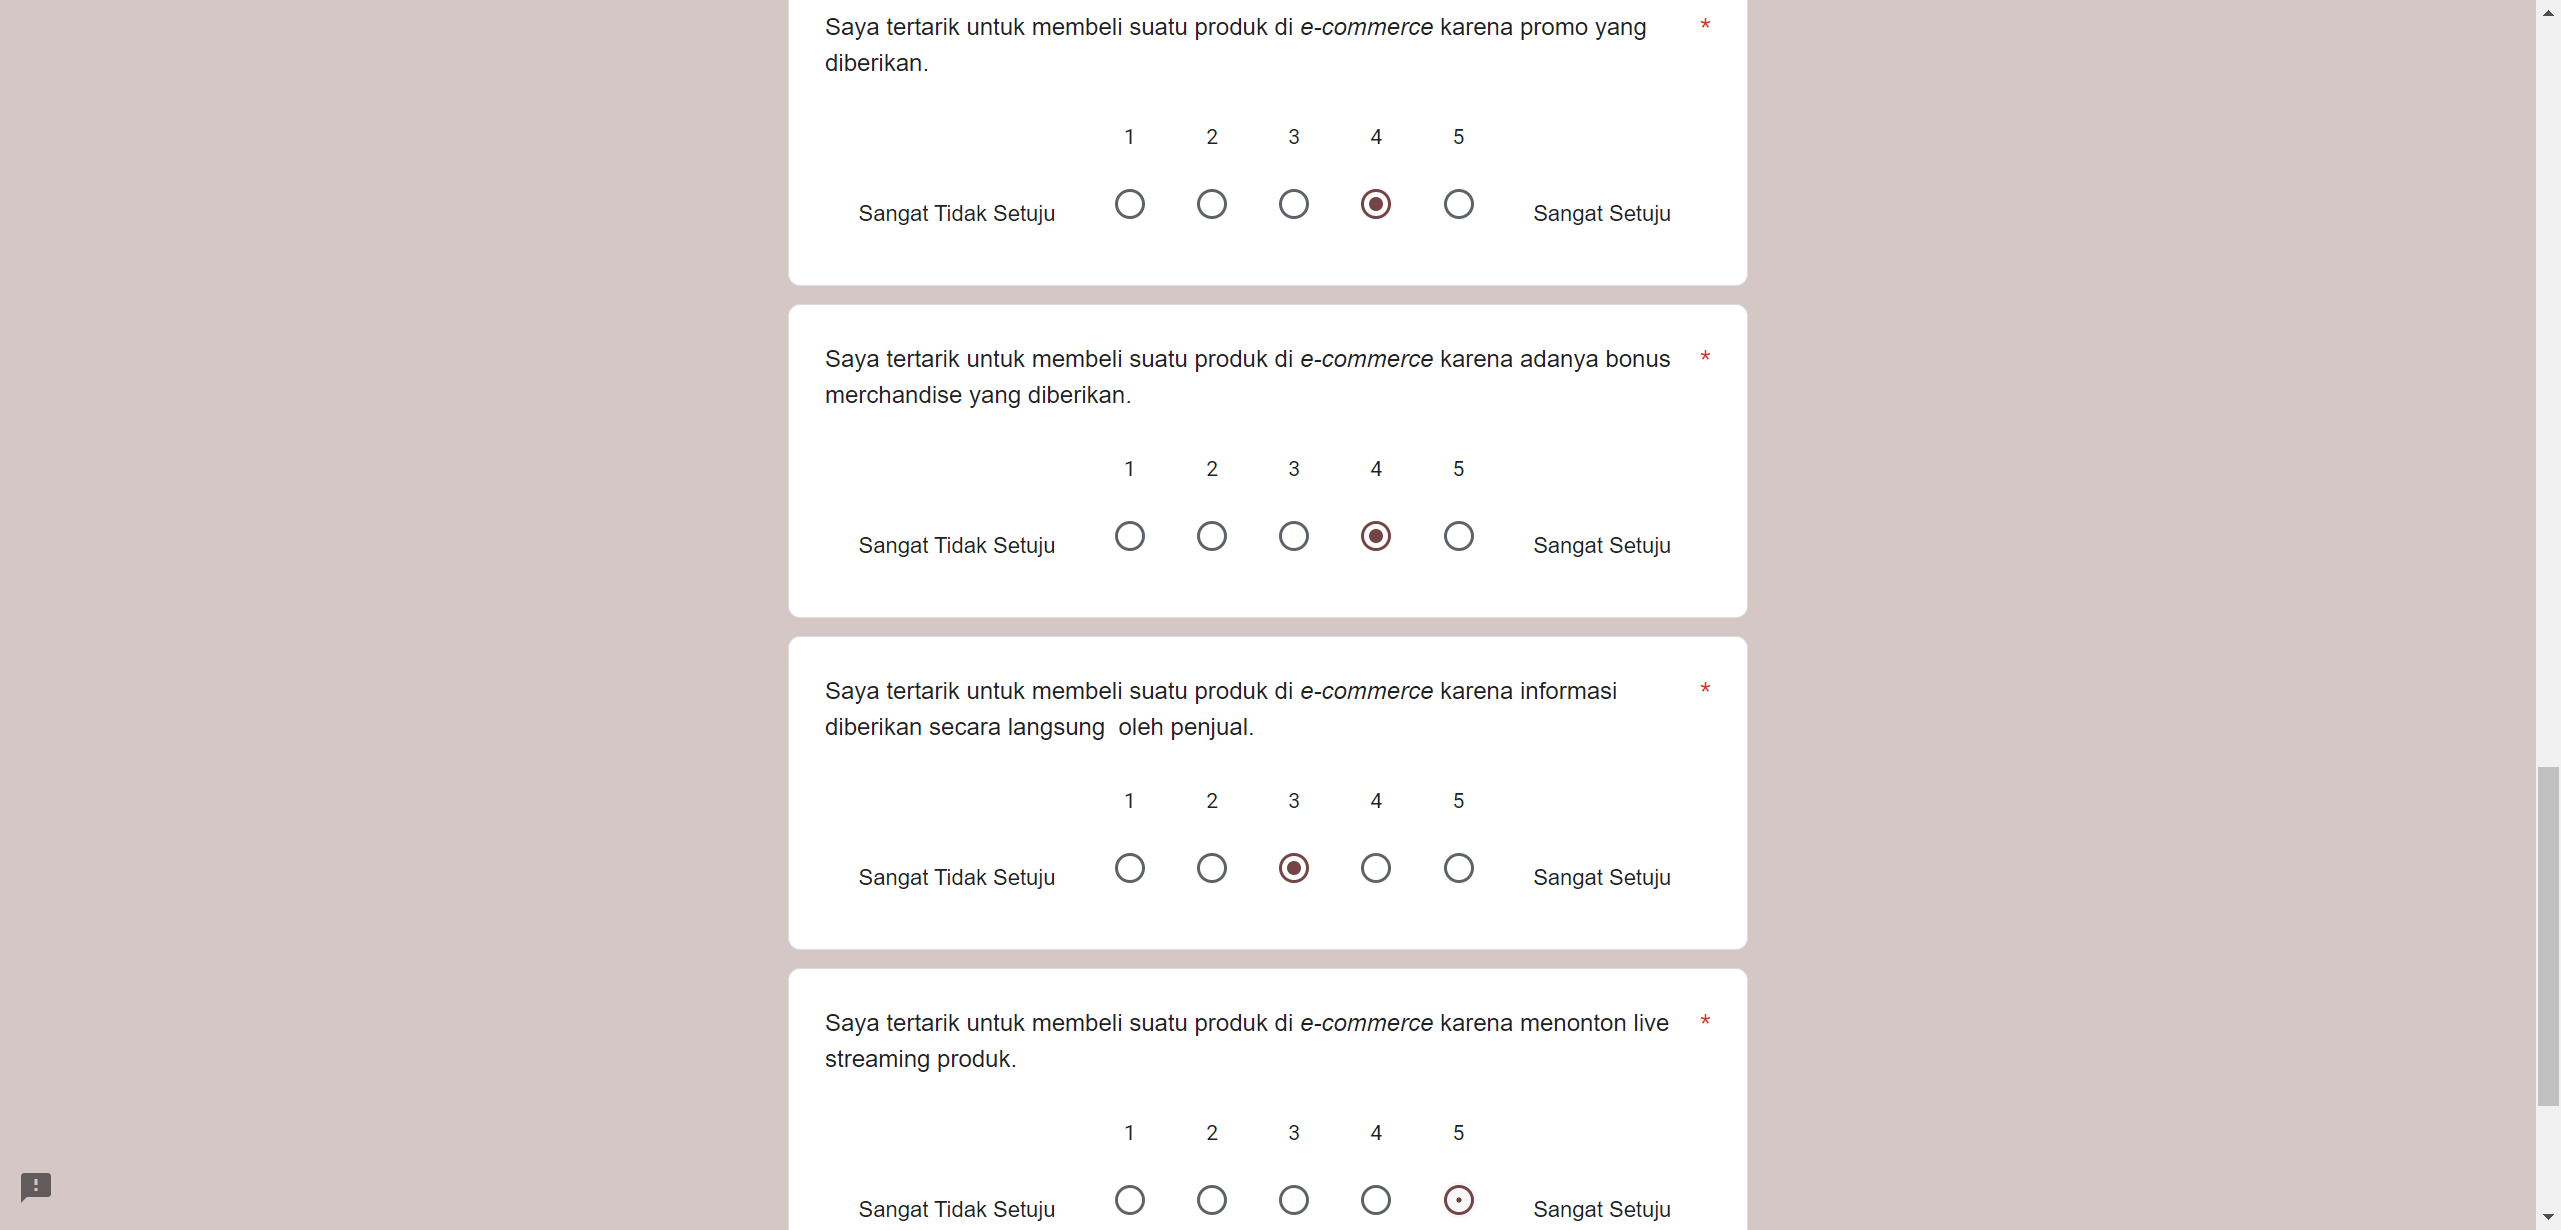 Saya tertarik untuk membeli suatu produk di e-commerce karena promo yang *
diberikan.
1 2 3 4 5
Sangat Tidak Setuju Sangat Setuju
Saya tertarik untuk membeli suatu produk di e-commerce karena adanya bonus *
merchandise yang diberikan.
1 2 3 4 5
Sangat Tidak Setuju Sangat Setuju
Saya tertarik untuk membeli suatu produk di e-commerce karena informasi *
diberikan secara langsung  oleh penjual.
1 2 3 4 5
Sangat Tidak Setuju Sangat Setuju
Saya tertarik untuk membeli suatu produk di e-commerce karena menonton live *
streaming produk.
1 2 3 4 5
Sangat Tidak Setuju Sangat Setuju